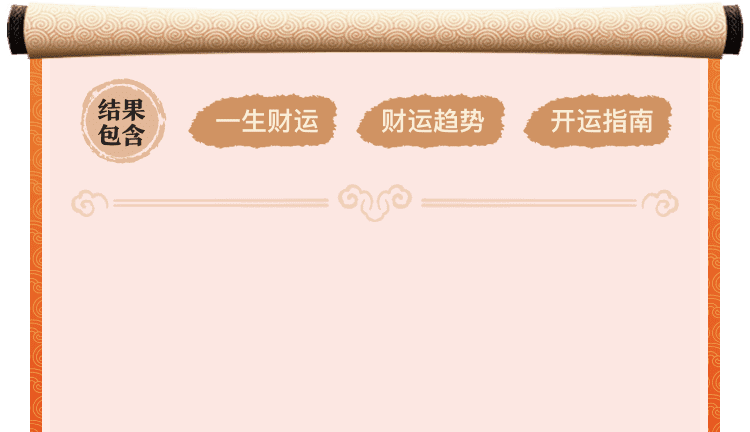 结果
包含
一生财运
财运趋势
开运指南